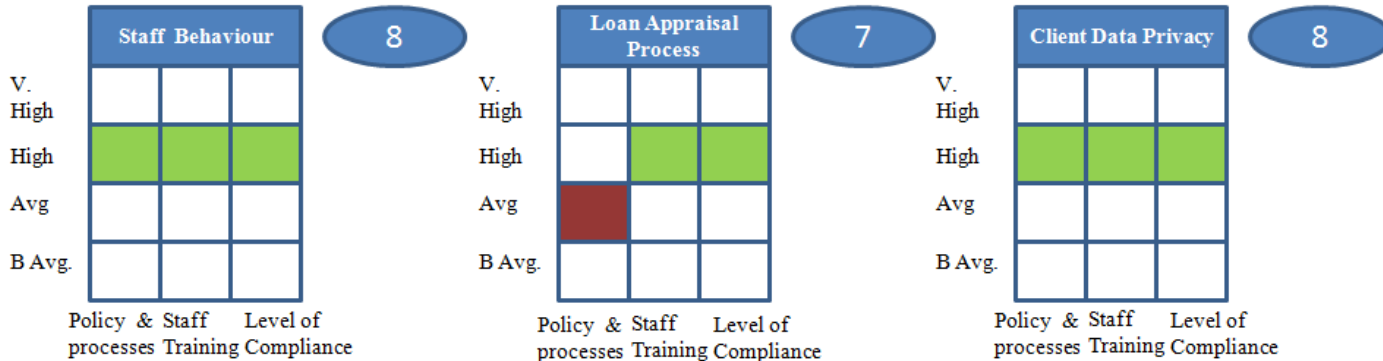 Staff Behaviour
8
V.
High
High
Avg
B Avg.
Policy & Staff Level of
processes Training Compliance
Loan Appraisal
Process
7
V.
High
High
Avg
B Avg.
Policy & Staff Level of
processes Training Compliance
Client Data Privacy
8
V.
High
High
Avg
B Avg.
Policy & Staff Level of
processes Training Compliance